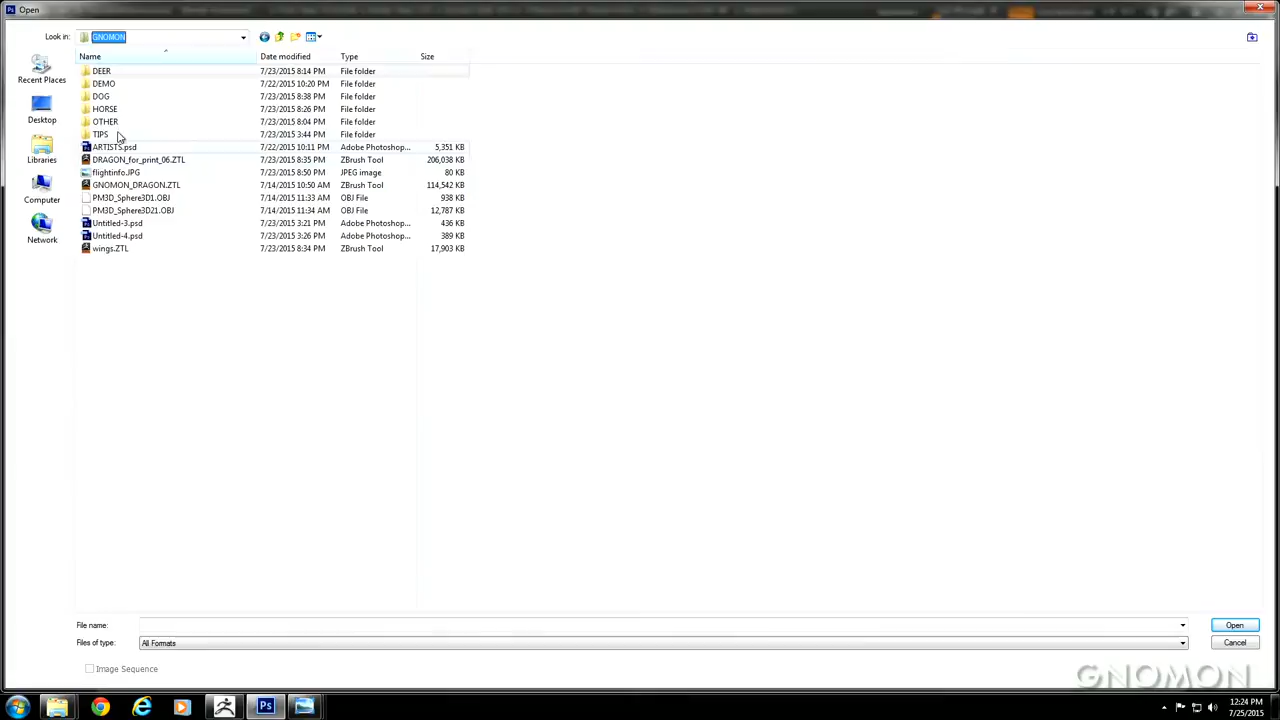 Ps Open
Look in: GNOMON
Name Date modified Type Size
DEER 7/23/2015 8:14 PM File folder
DEMO 7/22/2015 10:20 PM File folder
DOG 7/23/2015 8:38 PM File folder
HORSE 7/23/2015 8:26 PM File folder
OTHER 7/23/2015 8:04 PM File folder
TIPS 7/23/2015 3:44 PM File folder
ARTISTS.psd 7/22/2015 10:11 PM Adobe Photoshop... 5,351 KB
DRAGON_for_print_06.ZTL 7/23/2015 8:35 PM ZBrush Tool 206,038 KB
flightinfo.JPG 7/23/2015 8:50 PM JPEG image 80 KB
GNOMON_DRAGON.ZTL 7/14/2015 10:50 AM ZBrush Tool 114,542 KB
PM3D_Sphere3D1.OBJ 7/14/2015 11:33 AM OBJ File 938 KB
PM3D_Sphere3D21.OBJ 7/14/2015 11:34 AM OBJ File 12,787 KB
Untitled-3.psd 7/23/2015 3:21 PM Adobe Photoshop... 436 KB
Untitled-4.psd 7/23/2015 3:26 PM Adobe Photoshop... 389 KB
wings.ZTL 7/23/2015 8:34 PM ZBrush Tool 17,903 KB
Recent Places
Desktop
Libraries
Computer
Network
File name: Open
Files of type: All Formats Cancel
Image Sequence
GNOMON
Ps
12:24 PM
7/25/2015